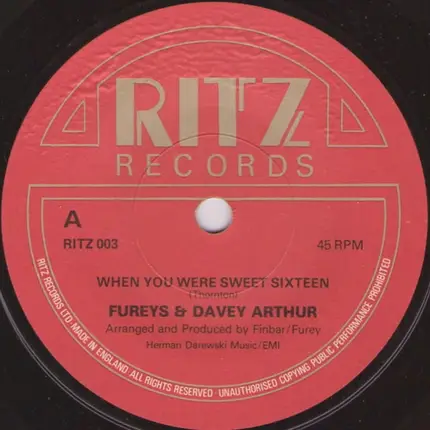 RITZ
RECORDS
A
RITZ 003
45 RPM
WHEN YOU WERE SWEET SIXTEEN
(Thornton)
FUREYS & DAVEY ARTHUR
Arranged and Produced by Finbar/Furey
Herman Darewski Music/EMI
RITZ RECORDS LTD MADE IN ENGLAND. ALL RIGHTS RESERVED. UNAUTHORISED COPYING PUBLIC PERFORMANCE PROHIBITED